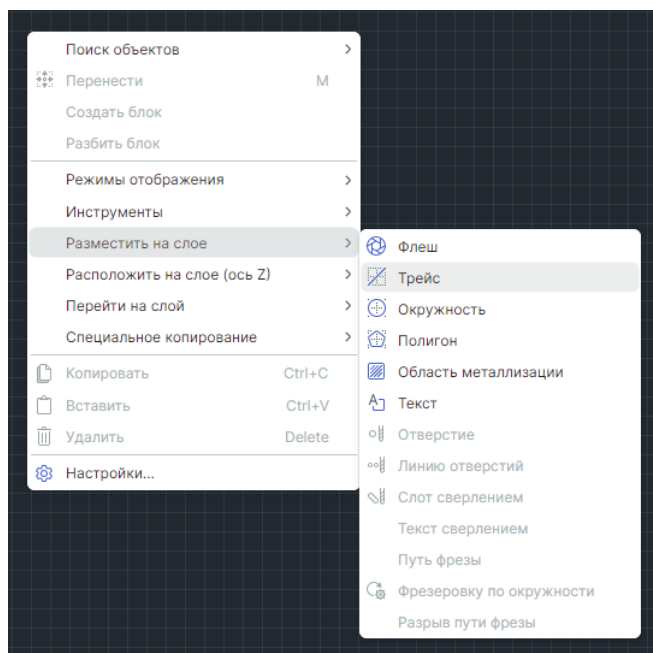 Поиск объектов
Перенести M
Создать блок
Разбить блок
Режимы отображения
Инструменты
Разместить на слое
Расположить на слое (ось Z)
Перейти на слой
Специальное копирование
Копировать Ctrl+C
Вставить Ctrl+V
Удалить Delete
Настройки...
Флеш
Трейс
Окружность
Полигон
Область металлизации
Текст
Отверстие
Линию отверстий
Слот сверлением
Текст сверлением
Путь фрезы
Фрезеровку по окружности
Разрыв пути фрезы